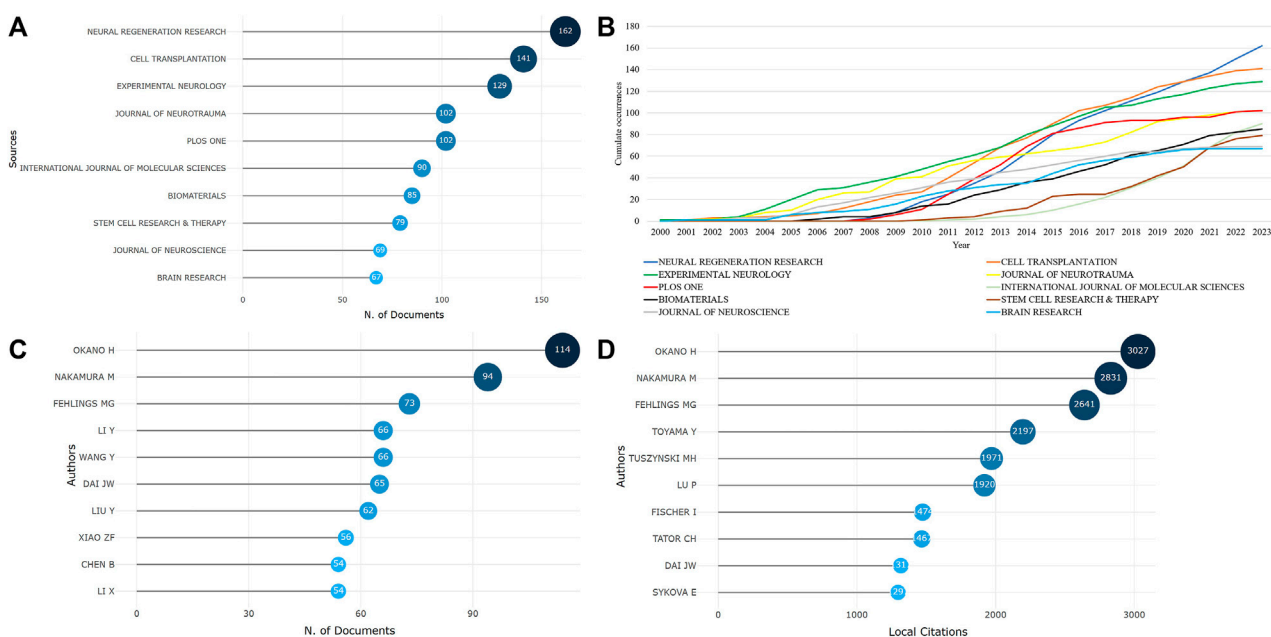 A
NEURAL REGENERATION RESEARCH 162
CELL TRANSPLANTATION 141
EXPERIMENTAL NEUROLOGY 129
JOURNAL OF NEUROTRAUMA 102
PLOS ONE 102
INTERNATIONAL JOURNAL OF MOLECULAR SCIENCES 90
BIOMATERIALS 85
STEM CELL RESEARCH & THERAPY 79
JOURNAL OF NEUROSCIENCE 69
BRAIN RESEARCH 67
Sources
0 50 100 150
N. of Documents
B
180
160
140
120
100
80
60
40
20
0
Cumulate occurrences
2000 2001 2002 2003 2004 2005 2006 2007 2008 2009 2010 2011 2012 2013 2014 2015 2016 2017 2018 2019 2020 2021 2022 2023
Year
NEURAL REGENERATION RESEARCH CELL TRANSPLANTATION
EXPERIMENTAL NEUROLOGY JOURNAL OF NEUROTRAUMA
PLOS ONE INTERNATIONAL JOURNAL OF MOLECULAR SCIENCES
BIOMATERIALS STEM CELL RESEARCH & THERAPY
JOURNAL OF NEUROSCIENCE BRAIN RESEARCH
C
OKANO H 114
NAKAMURA M 94
FEHLINGS MG 73
LI Y 66
WANG Y 66
DAI JW 65
LIU Y 62
XIAO ZF 56
CHEN B 54
LI X 54
Authors
0 30 60 90
N. of Documents
D
OKANO H 3027
NAKAMURA M 2831
FEHLINGS MG 2641
TOYAMA Y 2197
TUSZYNSKI MH 1971
LU P 1920
FISCHER I
TATOR CH
DAI JW
SYKOVA E
Authors
0 1000 2000 3000
Local Citations